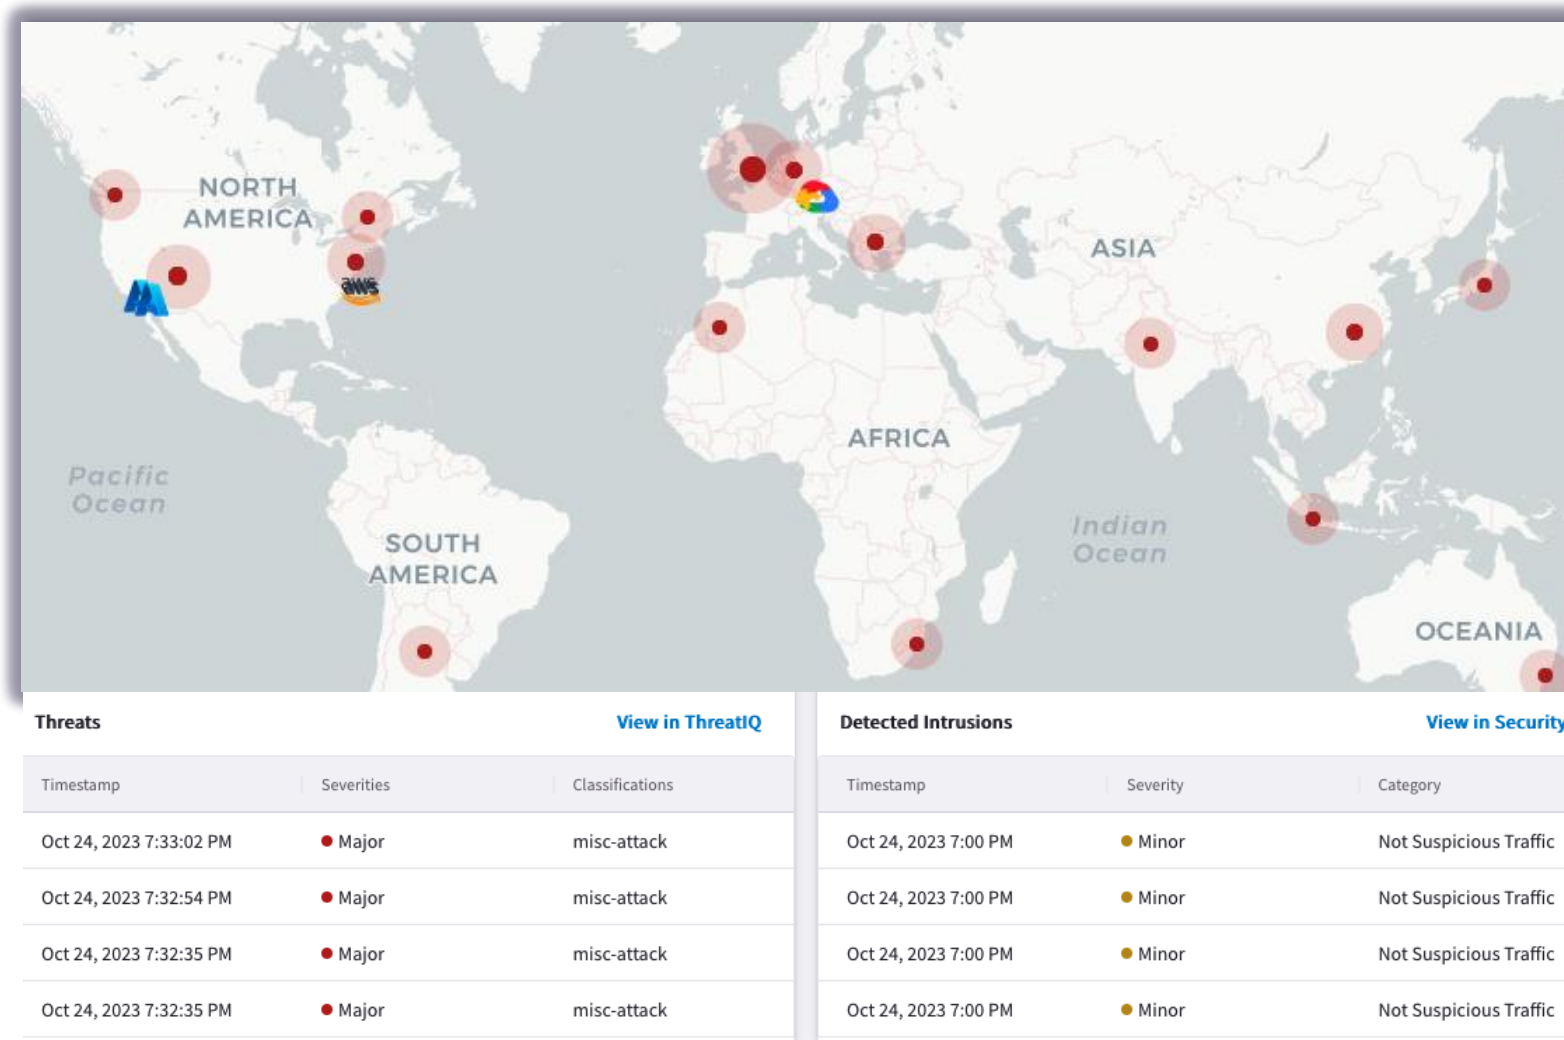 NORTH
AMERICA
ASIA
aws
AFRICA
Pacific
Ocean
Indian
Ocean
SOUTH
AMERICA
OCEANIA
Threats View in ThreatIQ
Detected Intrusions View in Security
Timestamp Severities Classifications
Timestamp Severity Category
Oct 24, 2023 7:33:02 PM Major misc-attack
Oct 24, 2023 7:00 PM Minor Not Suspicious Traffic
Oct 24, 2023 7:32:54 PM Major misc-attack
Oct 24, 2023 7:00 PM Minor Not Suspicious Traffic
Oct 24, 2023 7:32:35 PM Major misc-attack
Oct 24, 2023 7:00 PM Minor Not Suspicious Traffic
Oct 24, 2023 7:32:35 PM Major misc-attack
Oct 24, 2023 7:00 PM Minor Not Suspicious Traffic